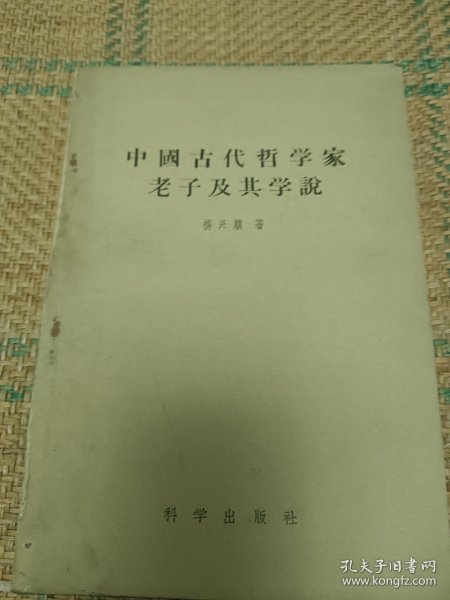 中國古代哲学家
老子及其学說
楊兴順 著
科学出版社
孔夫子旧书网
www.kongfz.com